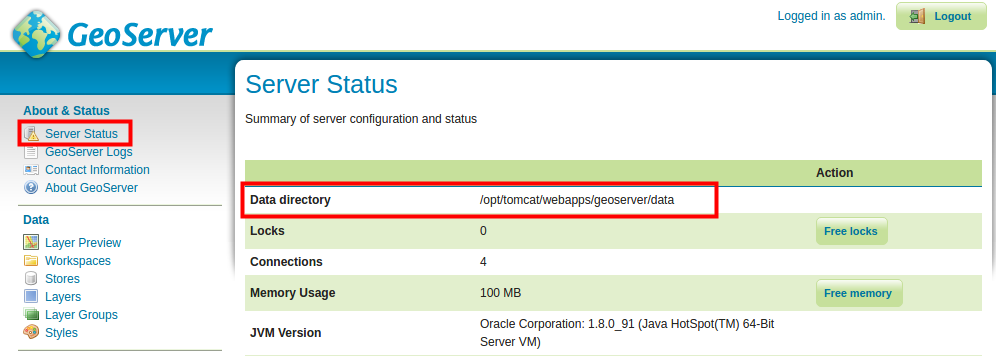 GeoServer
Logged in as admin.
Logout
About & Status
Server Status
GeoServer Logs
Contact Information
About GeoServer
Data
Layer Preview
Workspaces
Stores
Layers
Layer Groups
Styles
Server Status
Summary of server configuration and status
Action
Data directory /opt/tomcat/webapps/geoserver/data
Locks 0 Free locks
Connections 4
Memory Usage 100 MB Free memory
JVM Version Oracle Corporation: 1.8.0_91 (Java HotSpot(TM) 64-Bit
Server VM)